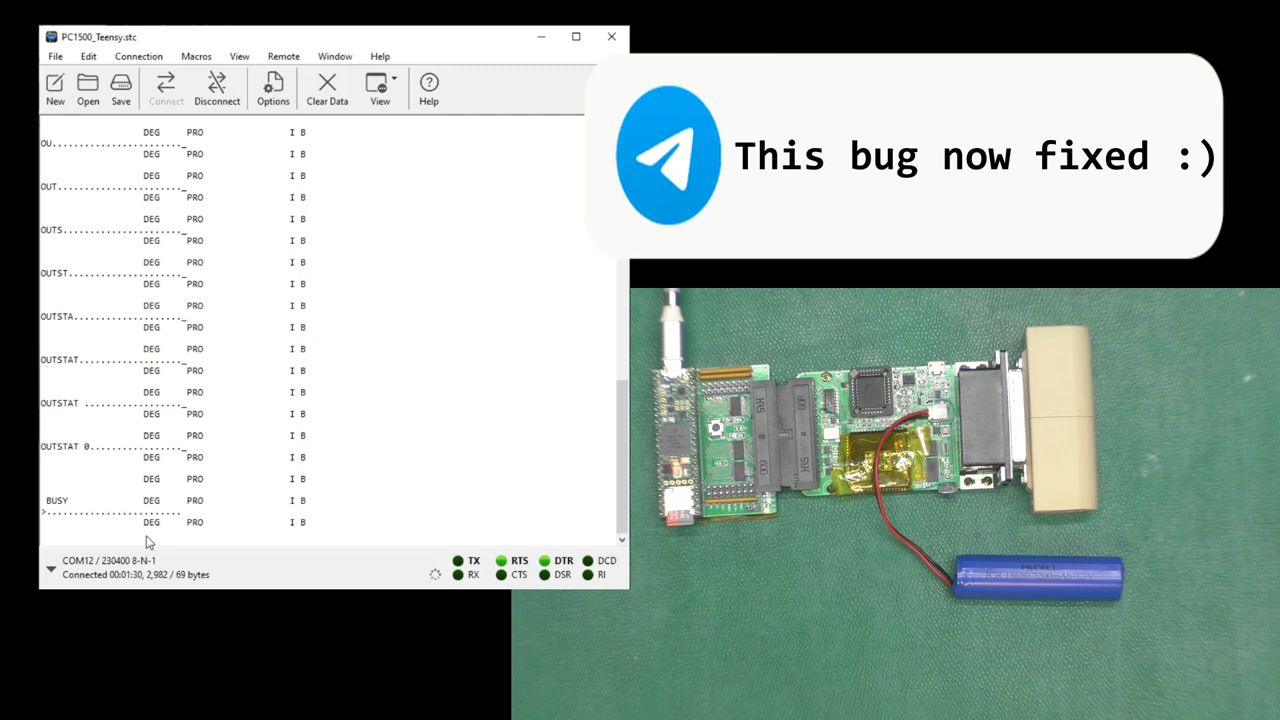 PC1500_Teensy.stc
File Edit Connection Macros View Remote Window Help
New Open Save Connect Disconnect Options Clear Data View Help
DEG PRO I B
OU......................_
DEG PRO I B
DEG PRO I B
OUT....................._
DEG PRO I B
DEG PRO I B
OUTS...................._
DEG PRO I B
DEG PRO I B
OUTST..................._
DEG PRO I B
DEG PRO I B
OUTSTA.................._
DEG PRO I B
DEG PRO I B
OUTSTAT................._
DEG PRO I B
DEG PRO I B
OUTSTAT ................_
DEG PRO I B
DEG PRO I B
OUTSTAT 0..............._
DEG PRO I B
DEG PRO I B
BUSY DEG PRO I B
>.......................
DEG PRO I B
COM12 / 230400 8-N-1
Connected 00:01:30, 2,982 / 69 bytes
TX RTS DTR DCD
RX CTS DSR RI
This bug now fixed :)
HRS
HRS
PKCELL